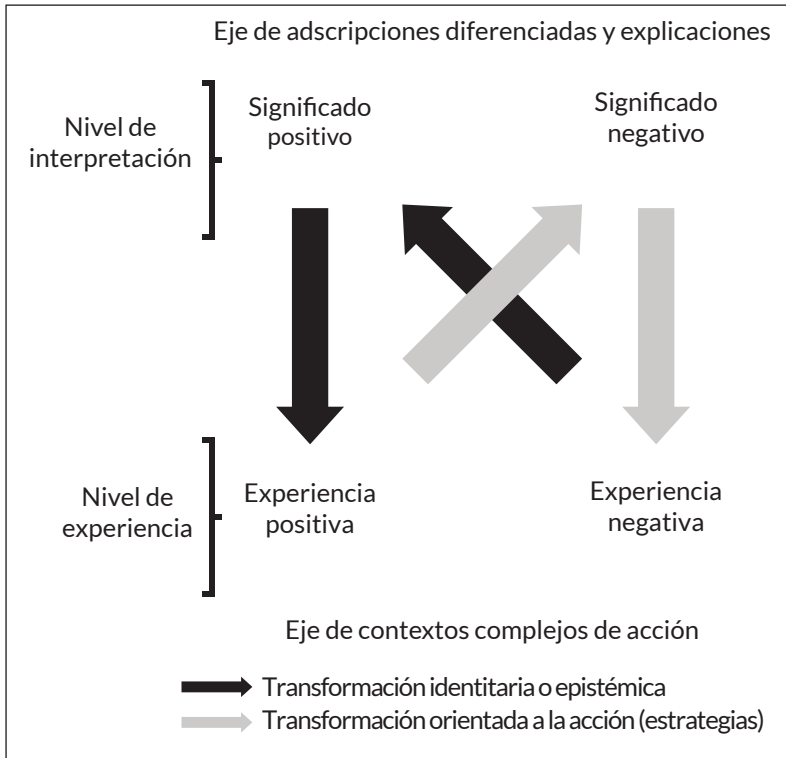 Eje de adscripciones diferenciadas y explicaciones
Nivel de
interpretación
Significado
positivo
Significado
negativo
Nivel de
experiencia
Experiencia
positiva
Experiencia
negativa
Eje de contextos complejos de acción
Transformación identitaria o epistémica
Transformación orientada a la acción (estrategias)